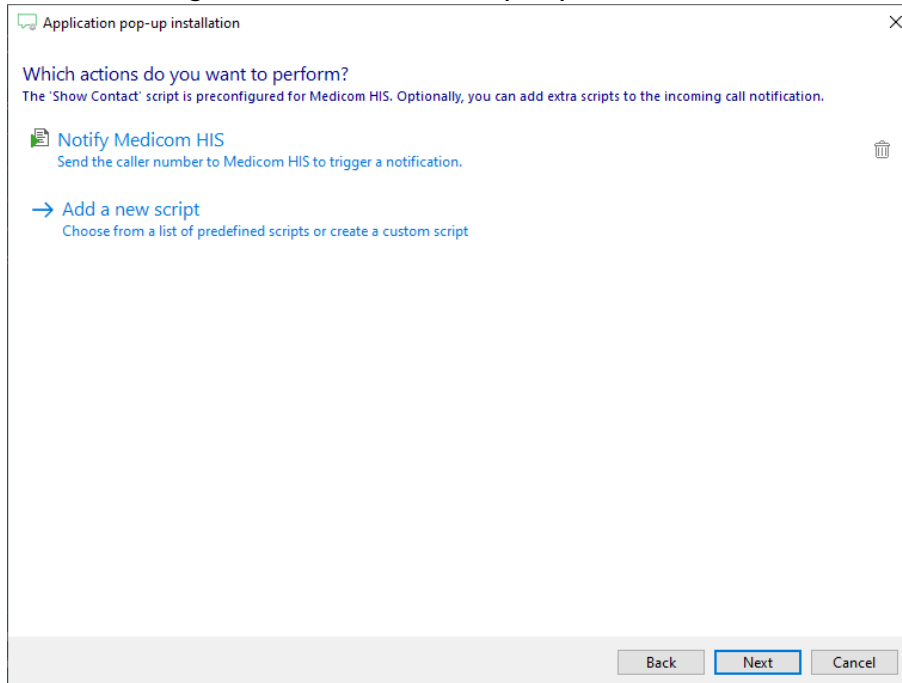 Application pop-up installation
Which actions do you want to perform?
The 'Show Contact' script is preconfigured for Medicom HIS. Optionally, you can add extra scripts to the incoming call notification.
Notify Medicom HIS
Send the caller number to Medicom HIS to trigger a notification.
Add a new script
Choose from a list of predefined scripts or create a custom script
Back Next Cancel